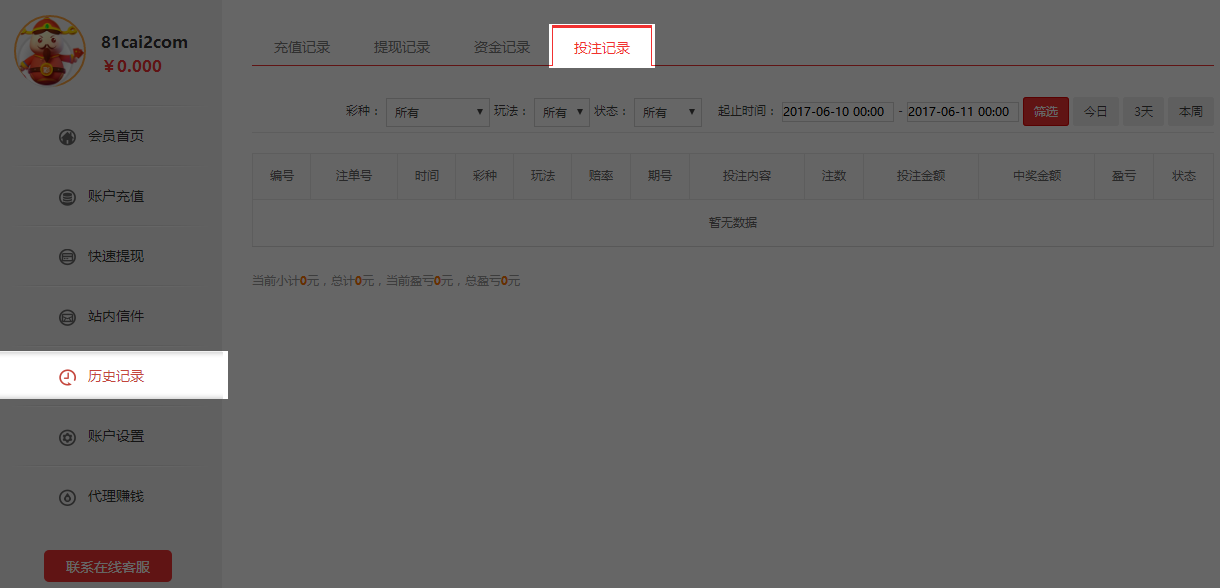 81cai2com
¥0.000
会员首页
账户充值
快速提现
站内信件
历史记录
账户设置
代理赚钱
联系在线客服
充值记录 提现记录 资金记录 投注记录
彩种： 所有 玩法： 所有 状态： 所有 起止时间： 2017-06-10 00:00 - 2017-06-11 00:00 筛选 今日 3天 本周
编号 注单号 时间 彩种 玩法 赔率 期号 投注内容 注数 投注金额 中奖金额 盈亏 状态
暂无数据
当前小计0元，总计0元，当前盈亏0元，总盈亏0元